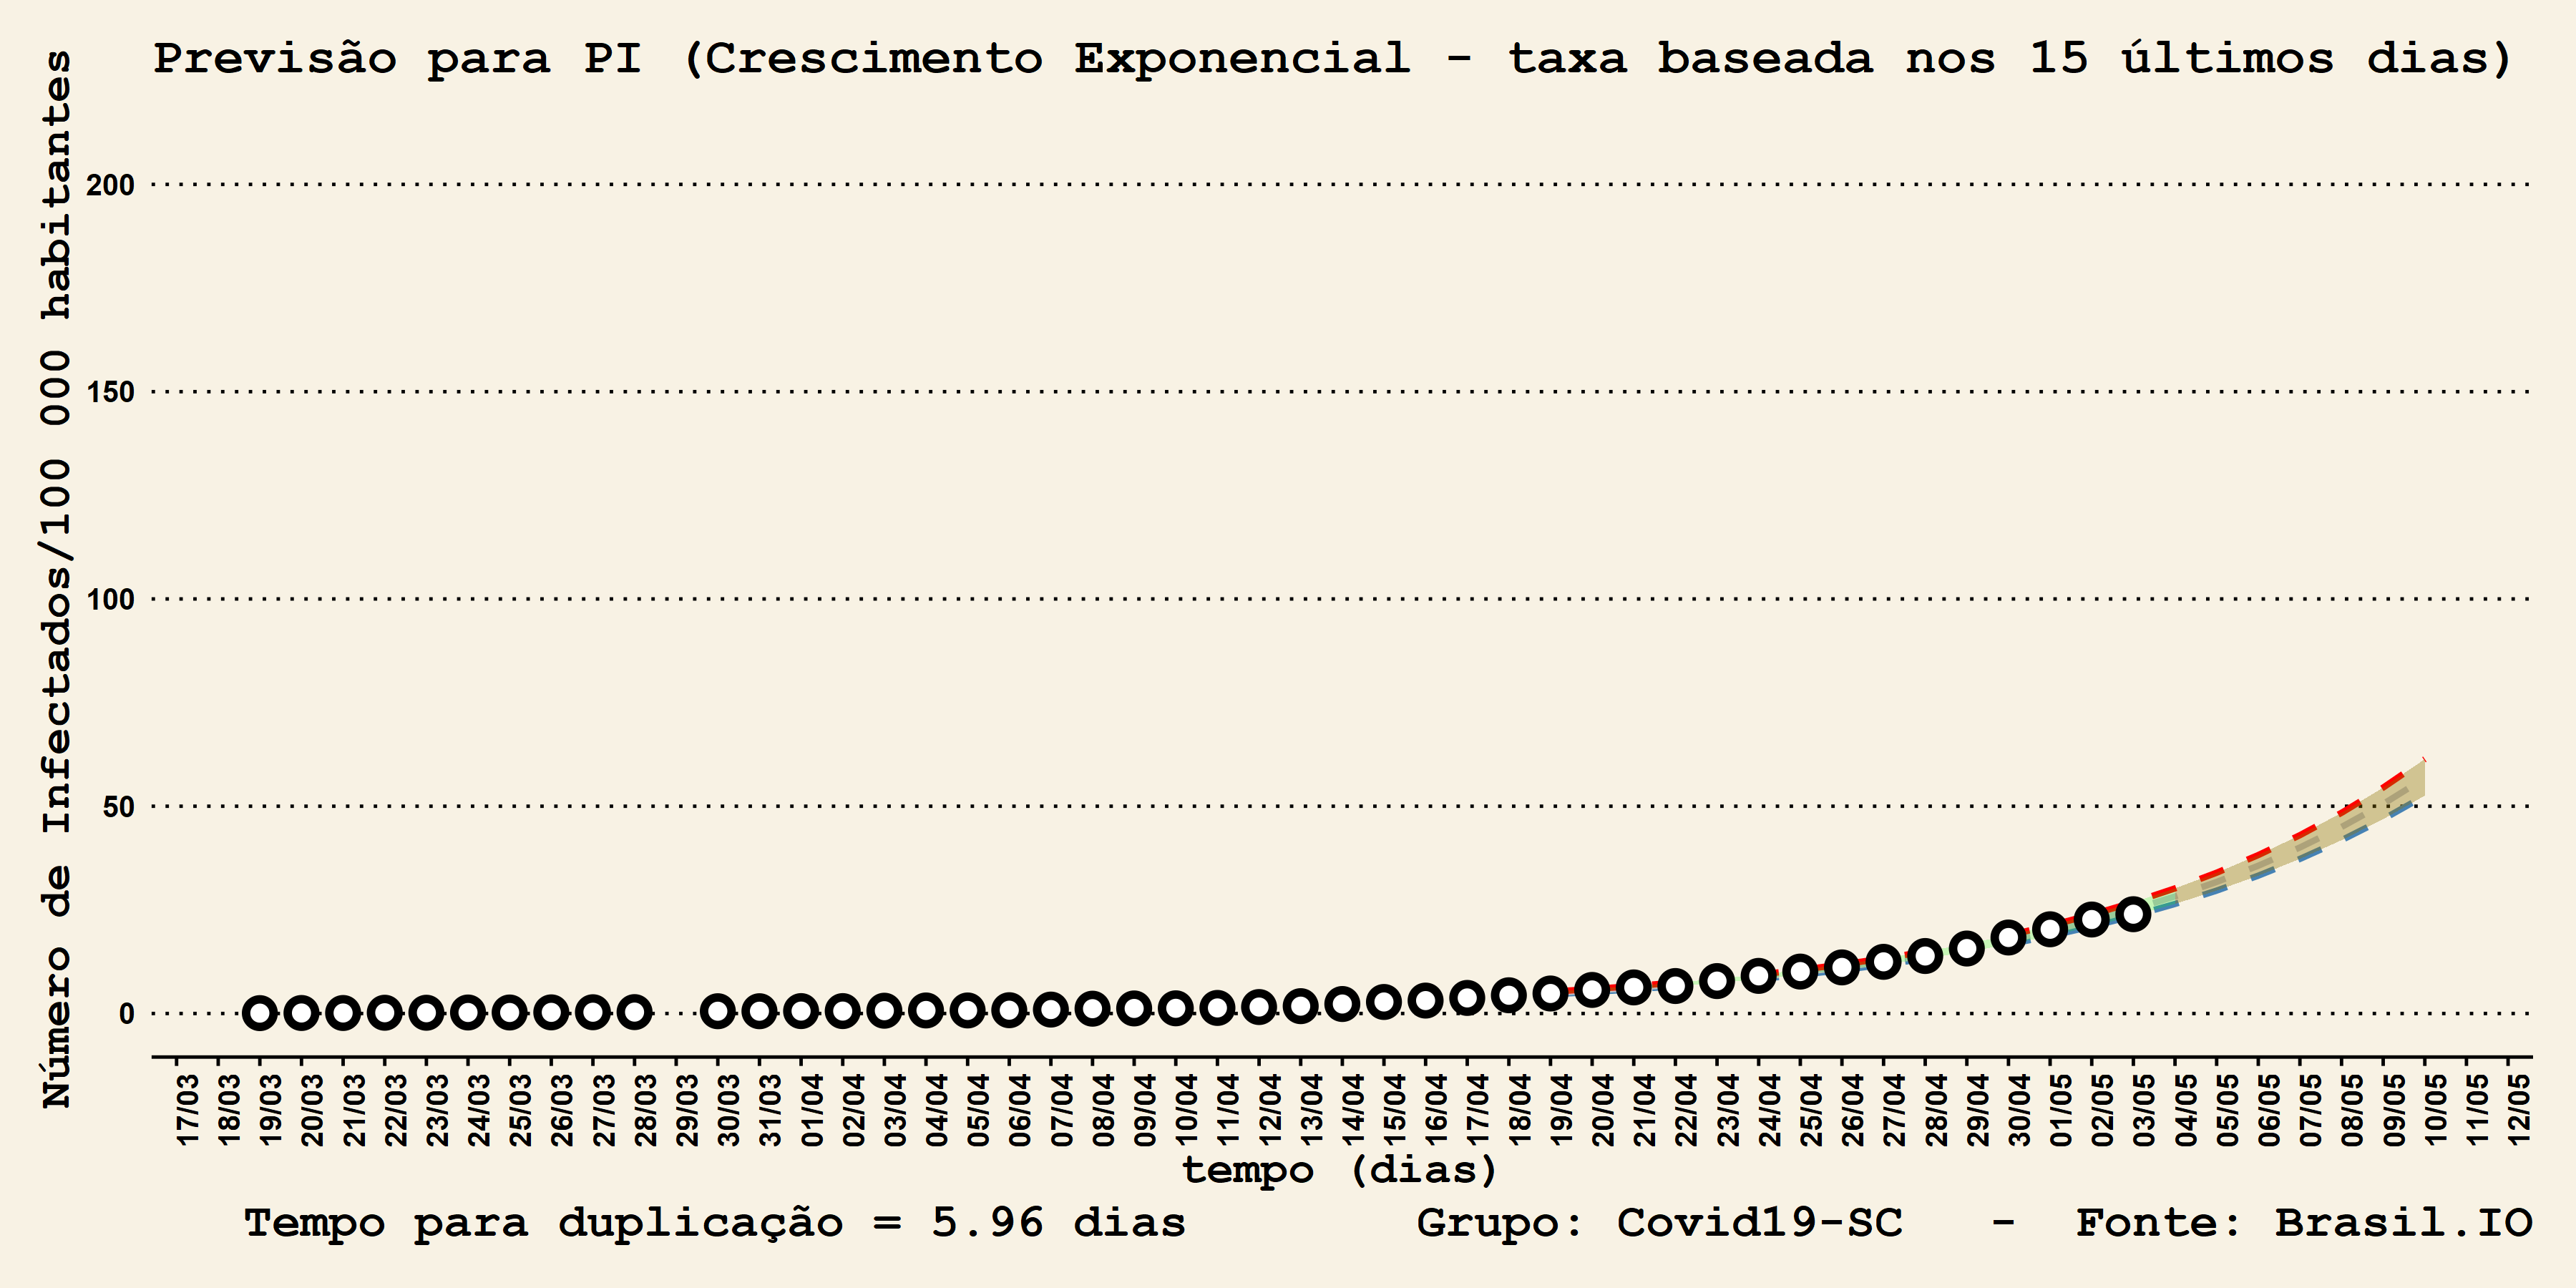 Previsão para PI (Crescimento Exponencial - taxa baseada nos 15 últimos dias)
Número de Infectados/100 000 habitantes
200
150
100
50
0
17/03 18/03 19/03 20/03 21/03 22/03 23/03 24/03 25/03 26/03 27/03 28/03 29/03 30/03 31/03 01/04 02/04 03/04 04/04 05/04 06/04 07/04 08/04 09/04 10/04 11/04 12/04 13/04 14/04 15/04 16/04 17/04 18/04 19/04 20/04 21/04 22/04 23/04 24/04 25/04 26/04 27/04 28/04 29/04 30/04 01/05 02/05 03/05 04/05 05/05 06/05 07/05 08/05 09/05 10/05 11/05 12/05
tempo (dias)
Tempo para duplicação = 5.96 dias Grupo: Covid19-SC - Fonte: Brasil.IO